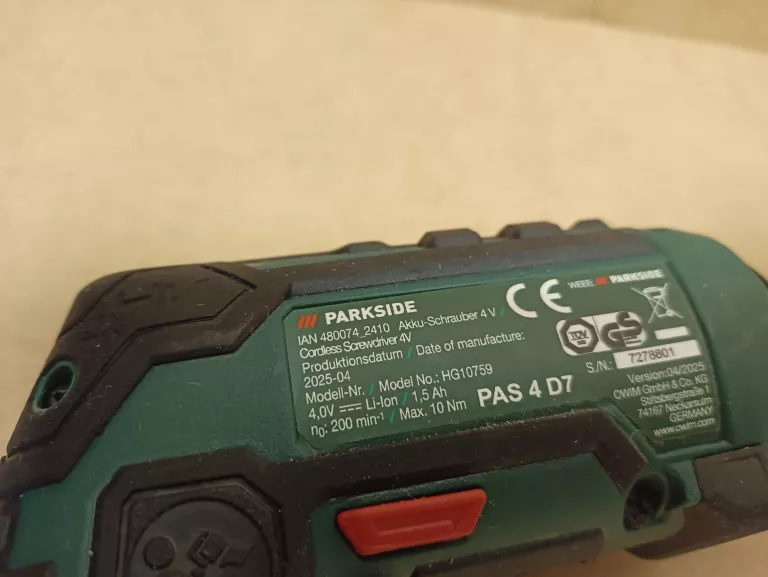 PARKSIDE
IAN 480074_2410 Akku-Schrauber 4 V /
Cordless Screwdriver 4V
Produktionsdatum / Date of manufacture:
2025-04
Modell-Nr. / Model No.: HG10759
4,0V Li-Ion / 1,5 Ah
n0: 200 min-1 / Max. 10 Nm
PAS 4 D7
CE
WEEE PARKSIDE
TÜV
GS
S./N.: 7278801
Version:04/2025
OWIM GmbH & Co. KG
Stiftsbergstraße 1
74167 Neckarsulm
GERMANY
www.owim.com